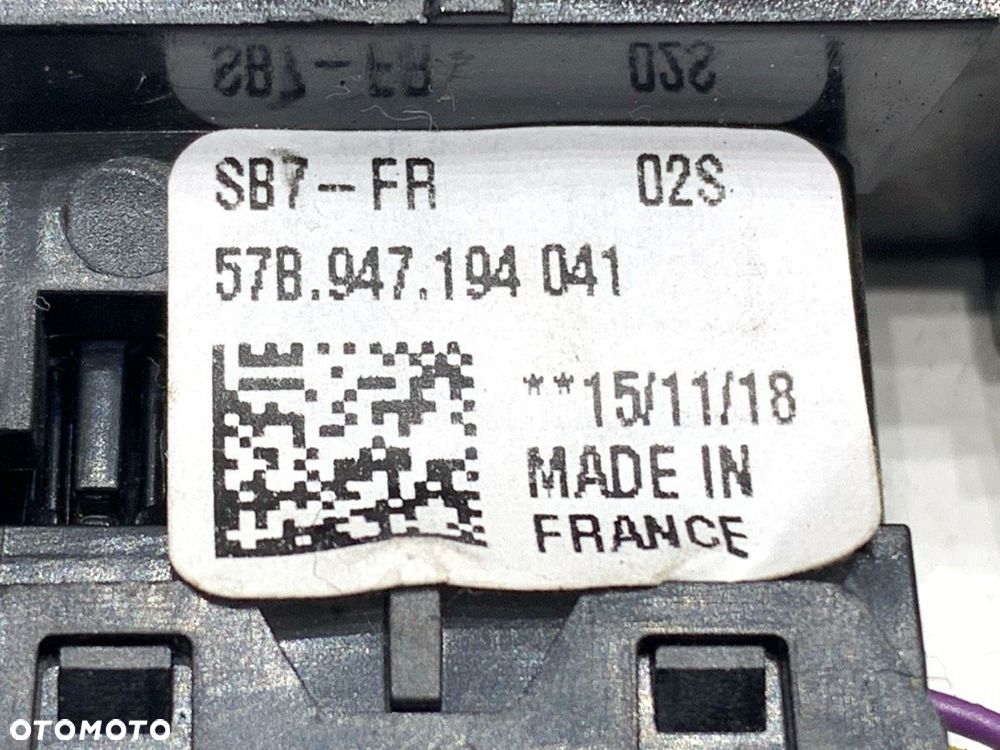 SB7-FR 02S
57B.947.194 041
**15/11/18
MADE IN
FRANCE
OTOMOTO